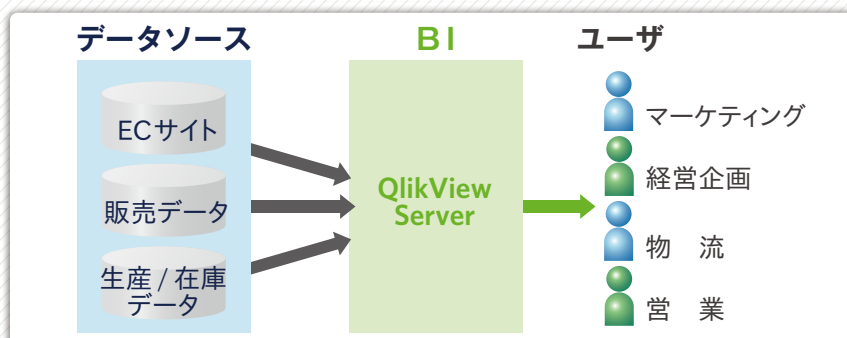 データソース
ECサイト
販売データ
生産 / 在庫
データ
BI
QlikView
Server
ユーザ
マーケティング
経営企画
物　流
営　業